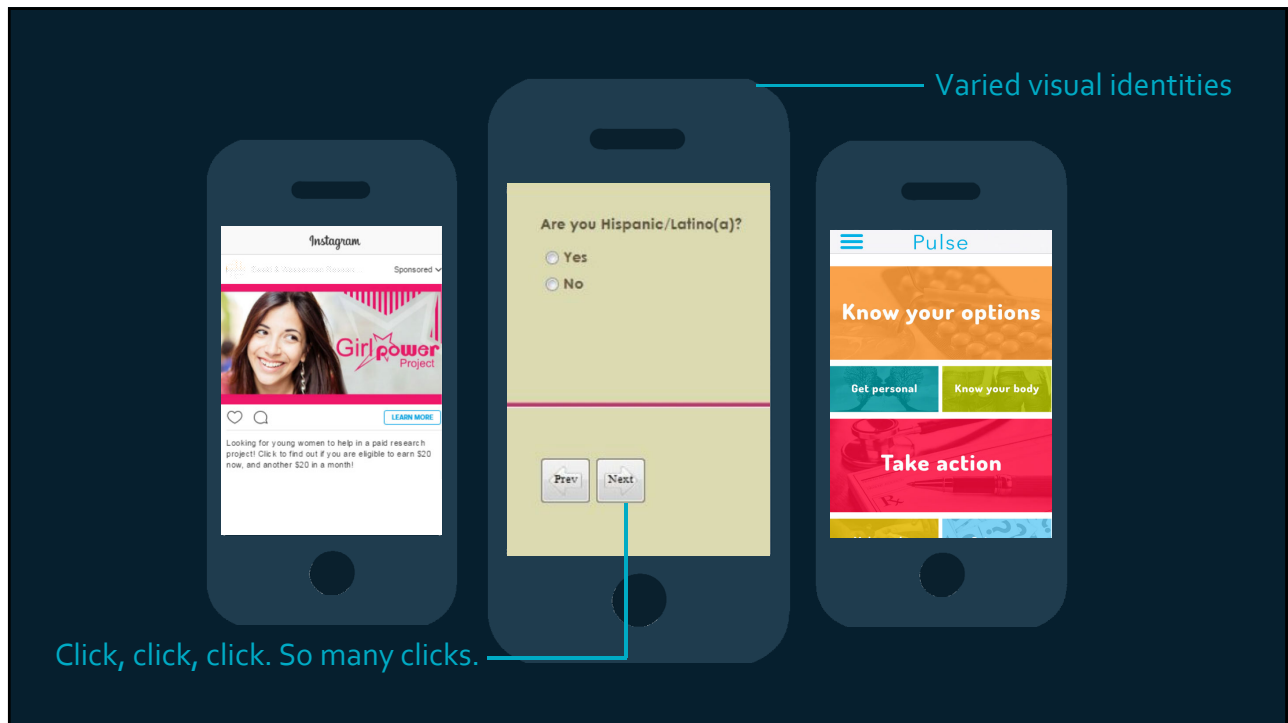 Varied visual identities
Instagram
Sponsored
Girlpower
Project
LEARN MORE
Looking for young women to help in a paid research
project! Click to find out if you are eligible to earn $20
now, and another $20 in a month!
Are you Hispanic/Latino(a)?
Yes
No
Prev
Next
Pulse
Know your options
Get personal
Know your body
Take action
Rx
Click, click, click. So many clicks.